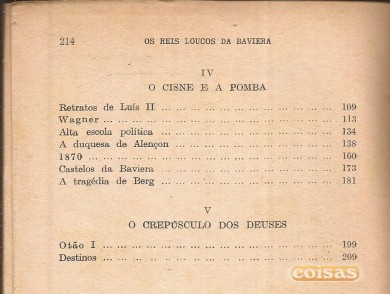 214 OS REIS LOUCOS DA BAVIERA
IV
O CISNE E A POMBA
Retratos de Luís II ... ... ... ... ... ... ... ... ... ... 109
Wagner ... ... ... ... ... ... ... ... ... ... ... ... ... 113
Alta escola política ... ... ... ... ... ... ... ... ... ... 134
A duquesa de Alençon ... ... ... ... ... ... ... ... ... 138
1870 ... ... ... ... ... ... ... ... ... ... ... ... ... ... 160
Castelos da Baviera ... ... ... ... ... ... ... ... ... ... 173
A tragédia de Berg ... ... ... ... ... ... ... ... ... ... 181
V
O CREPÚSCULO DOS DEUSES
Otão I ... ... ... ... ... ... ... ... ... ... ... ... ... 199
Destinos ... ... ... ... ... ... ... ... ... ... ... ... ... 209
coisas